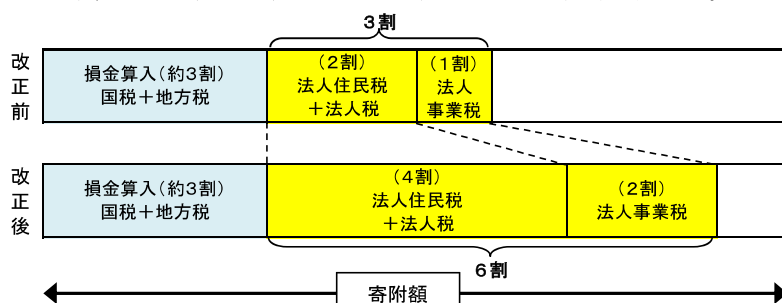 3割
改正前
損金算入（約3割）
国税＋地方税
（2割）
法人住民税
＋法人税
（1割）
法人
事業税
改正後
損金算入（約3割）
国税＋地方税
（4割）
法人住民税
＋法人税
（2割）
法人事業税
6割
寄附額